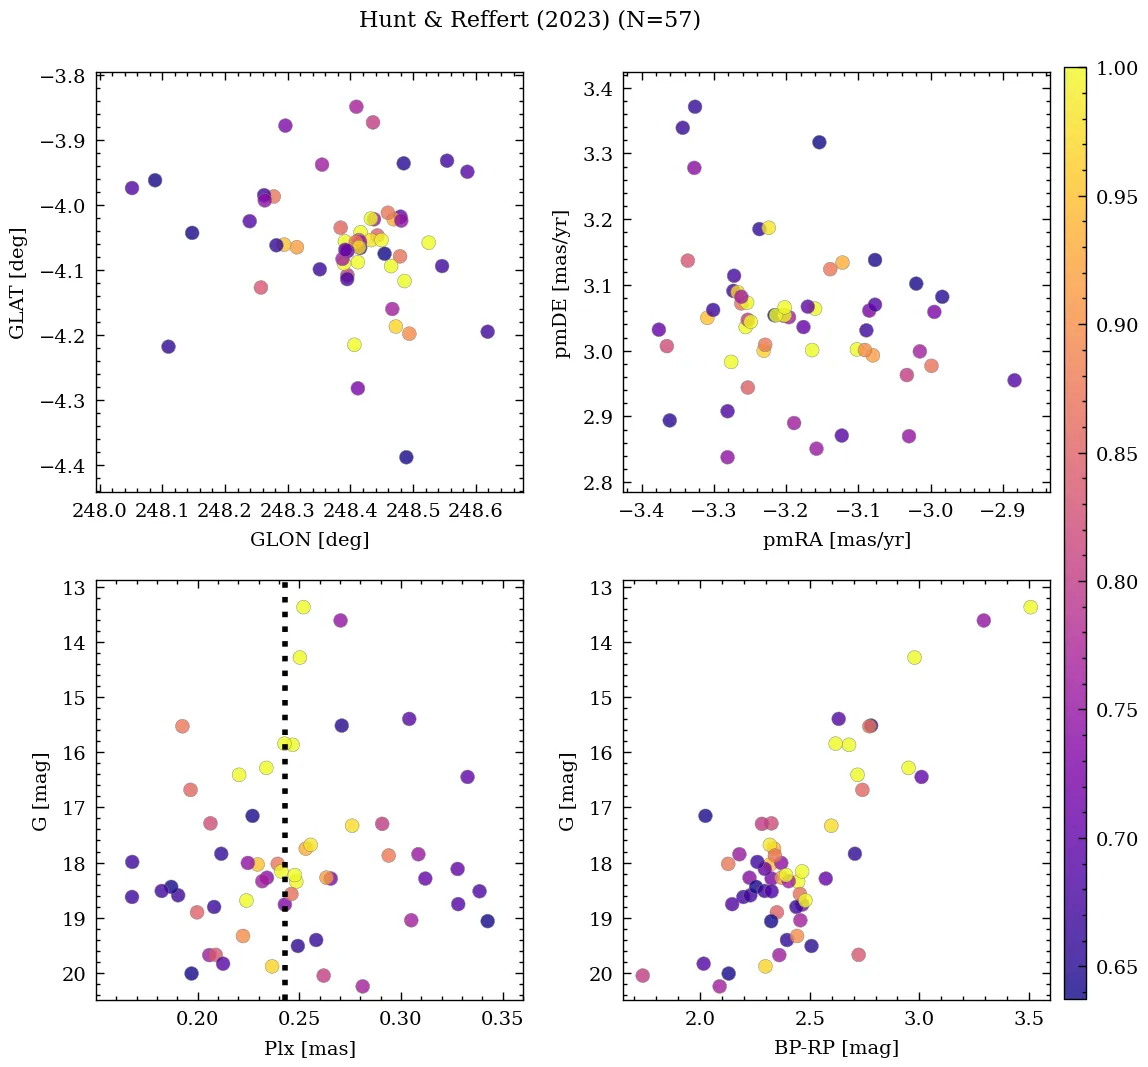 Hunt & Reffert (2023) (N=57)
−3.8
−3.9
−4.0
−4.1
−4.2
−4.3
−4.4
GLAT [deg]
248.0 248.1 248.2 248.3 248.4 248.5 248.6
GLON [deg]
3.4
3.3
3.2
3.1
3.0
2.9
2.8
pmDE [mas/yr]
−3.4 −3.3 −3.2 −3.1 −3.0 −2.9
pmRA [mas/yr]
1.00
0.95
0.90
0.85
0.80
0.75
0.70
0.65
13
14
15
16
17
18
19
20
G [mag]
0.20 0.25 0.30 0.35
Plx [mas]
13
14
15
16
17
18
19
20
G [mag]
2.0 2.5 3.0 3.5
BP-RP [mag]